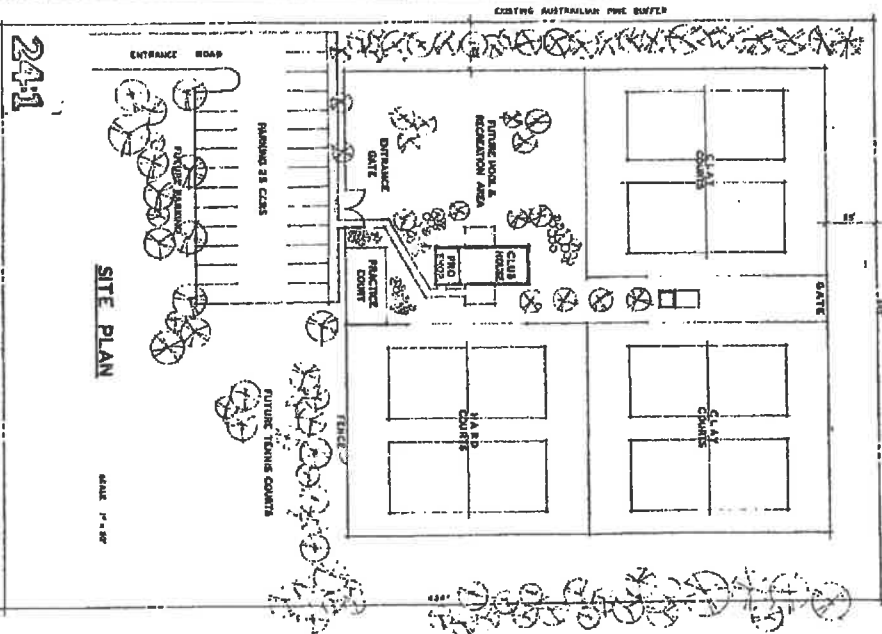 EXISTING AUSTRALIAN PINE BUFFER
24:1
ENTRANCE ROAD
PARKING 25 CARS
FUTURE PARKING
ENTRANCE
GATE
FUTURE POOL &
RECREATION AREA
CLAY
COURTS
85'
CLUB
HOUSE
PRO
SHOP
PRACTICE
COURT
GATE
SITE PLAN
FUTURE TENNIS COURTS
FENCE
HARD
COURTS
CLAY
COURTS